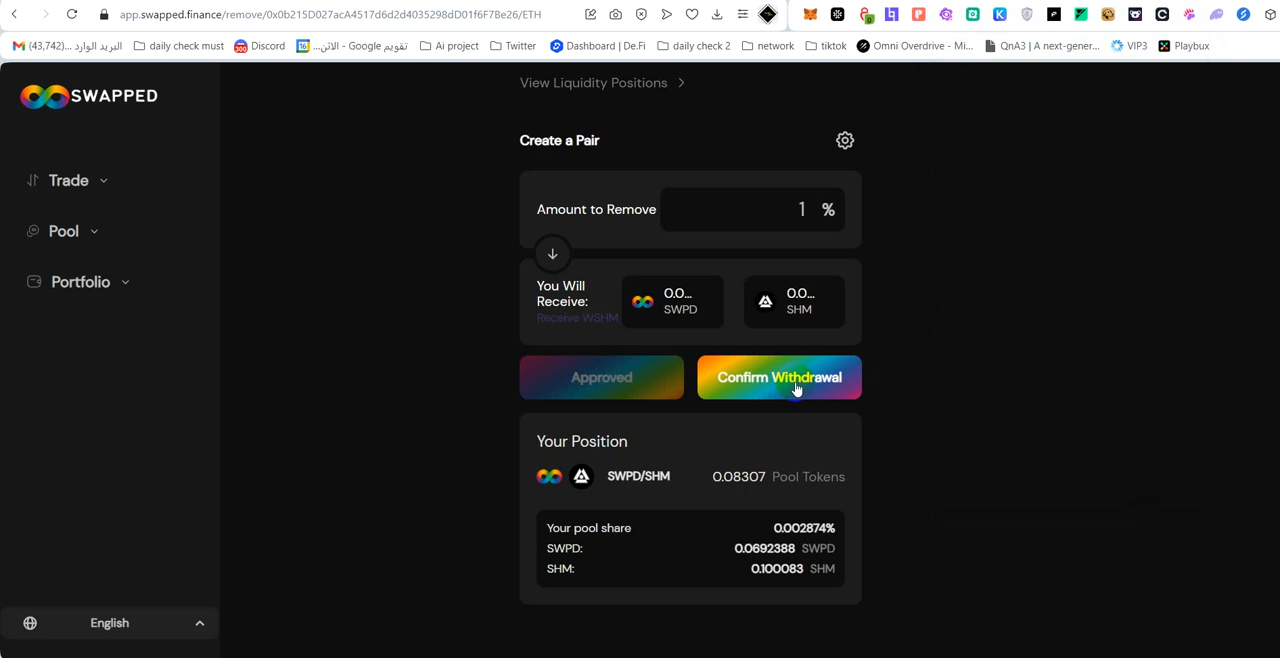 app.swapped.finance/remove/0x0b215D027acA4517d6d2d4035298dD01f6F7Be26/ETH
البريد الوارد (43,742)...
daily check must
Discord
تقويم Google - الاثن...
Ai project
Twitter
Dashboard | De.Fi
daily check 2
network
tiktok
Omni Overdrive - Mi...
QnA3 | A next-gener...
VIP3
Playbux
SWAPPED
View Liquidity Positions
Trade
Pool
Portfolio
Create a Pair
Amount to Remove
1 %
You Will
Receive:
Receive WSHM
0.0...
SWPD
0.0...
SHM
Approved
Confirm Withdrawal
Your Position
SWPD/SHM
0.08307 Pool Tokens
Your pool share 0.002874%
SWPD: 0.0692388 SWPD
SHM: 0.100083 SHM
English